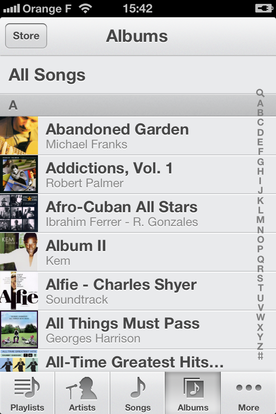 Orange F 15:42
Store Albums
All Songs
A
Abandoned Garden
Michael Franks
Addictions, Vol. 1
Robert Palmer
Afro-Cuban All Stars
Ibrahim Ferrer - R. Gonzales
KEM
Album II
Kem
Alfie
Alfie - Charles Shyer
Soundtrack
All Things Must Pass
Georges Harrison
All-Time Greatest Hits…
A
B
C
D
E
F
G
H
I
J
K
L
M
N
O
P
Q
R
S
T
U
V
W
X
Y
Z
#
Playlists Artists Songs Albums More